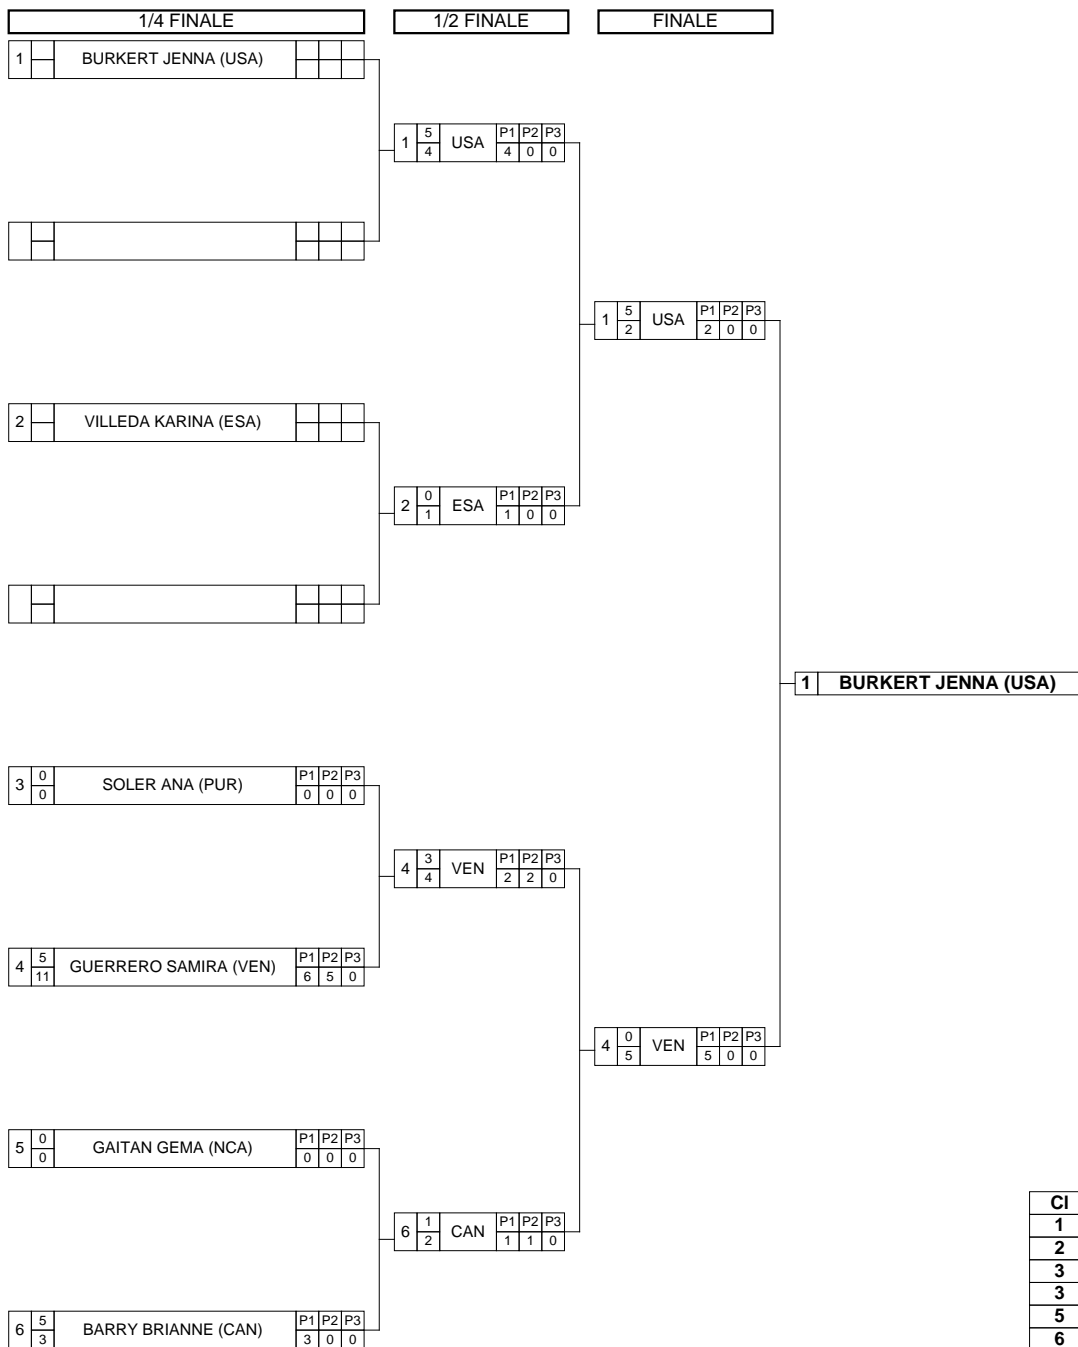 1/4 FINALE 1/2 FINALE FINALE
1 BURKERT JENNA (USA)
5 P1 P2 P3
1 USA
4 4 0 0
5 P1 P2 P3
1 USA
2 2 0 0
2 VILLEDA KARINA (ESA)
0 P1 P2 P3
2 ESA
1 1 0 0
1 BURKERT JENNA (USA)
0 P1 P2 P3
3 SOLER ANA (PUR)
0 0 0 0
3 P1 P2 P3
4 VEN
4 2 2 0
5 P1 P2 P3
4 GUERRERO SAMIRA (VEN)
11 6 5 0
0 P1 P2 P3
4 VEN
5 5 0 0
0 P1 P2 P3
5 GAITAN GEMA (NCA)
0 0 0 0
1 P1 P2 P3
6 CAN
2 1 1 0
5 P1 P2 P3
6 BARRY BRIANNE (CAN)
3 3 0 0
Cl
1
2
3
3
5
6